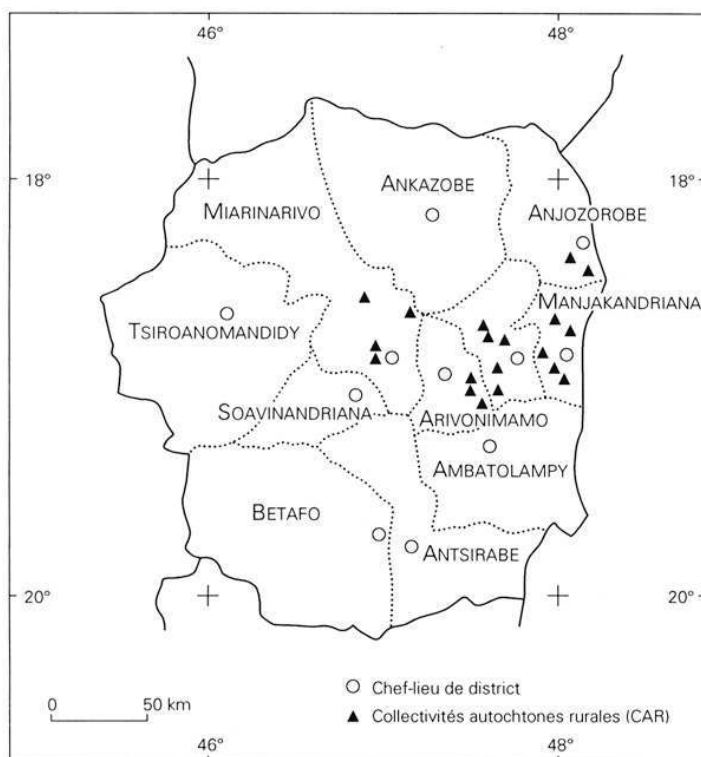 46° 48°
18° 18°
ANKAZOBE
MIARINARIVO
ANJOZOROBE
MANJAKANDRIANA
TSIROANOMANDIDY
SOAVINANDRIANA
ARIVONIMAMO
AMBATOLAMPY
BETAFO
ANTSIRABE
20° 20°
Chef-lieu de district
0 50 km
Collectivités autochtones rurales (CAR)
46° 48°